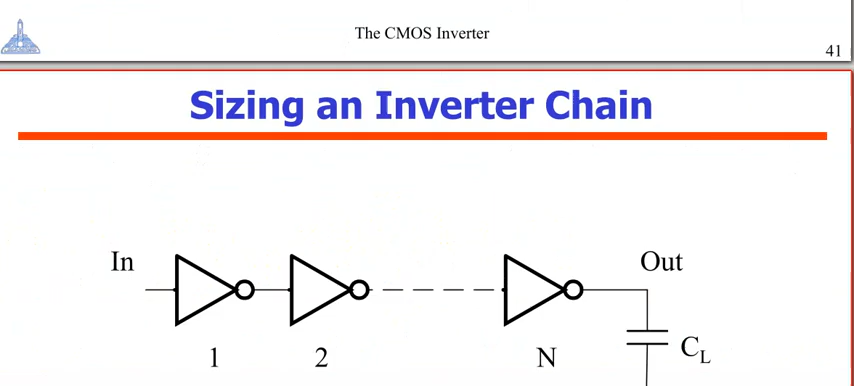 The CMOS Inverter
41
Sizing an Inverter Chain
In
Out
1
2
N
CL